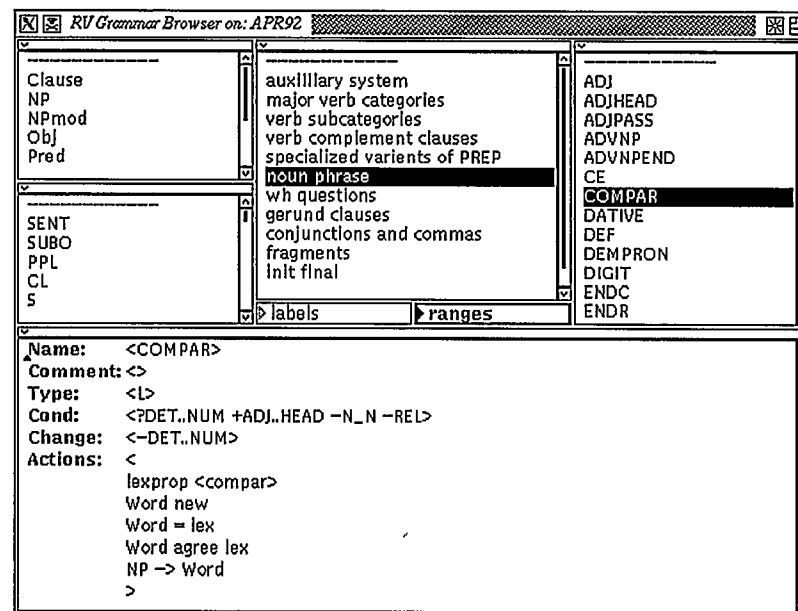 RV Grammar Browser on: APR92
--------------
Clause
NP
NPmod
Obj
Pred
--------------
SENT
SUBO
PPL
CL
S
--------------
auxilliary system
major verb categories
verb subcategories
verb complement clauses
specialized varients of PREP
noun phrase
wh questions
gerund clauses
conjunctions and commas
fragments
init final
labels
ranges
--------------
ADJ
ADJHEAD
ADJPASS
ADVNP
ADVNPEND
CE
COMPAR
DATIVE
DEF
DEMPRON
DIGIT
ENDC
ENDR
Name: <COMPAR>
Comment: <>
Type: <L>
Cond: <?DET..NUM +ADJ..HEAD -N_N -REL>
Change: <-DET..NUM>
Actions: <
lexprop <compar>
Word new
Word = lex
Word agree lex
NP -> Word
>